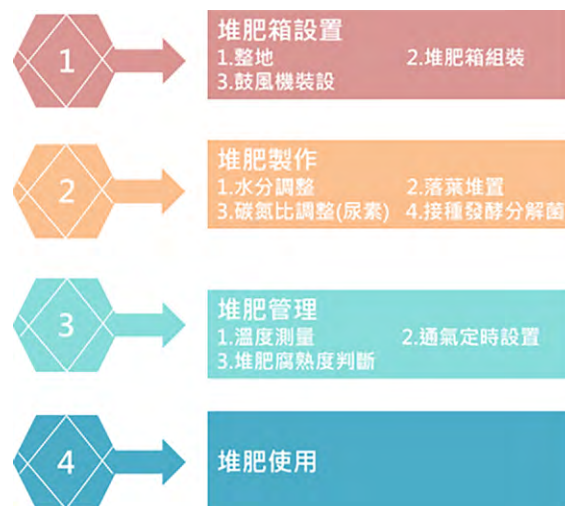 1
堆肥箱設置
1.整地 2.堆肥箱組裝
3.鼓風機裝設
2
堆肥製作
1.水分調整 2.落葉堆置
3.碳氮比調整(尿素) 4.接種發酵分解菌
3
堆肥管理
1.溫度測量 2.通氣定時設置
3.堆肥腐熟度判斷
4
堆肥使用